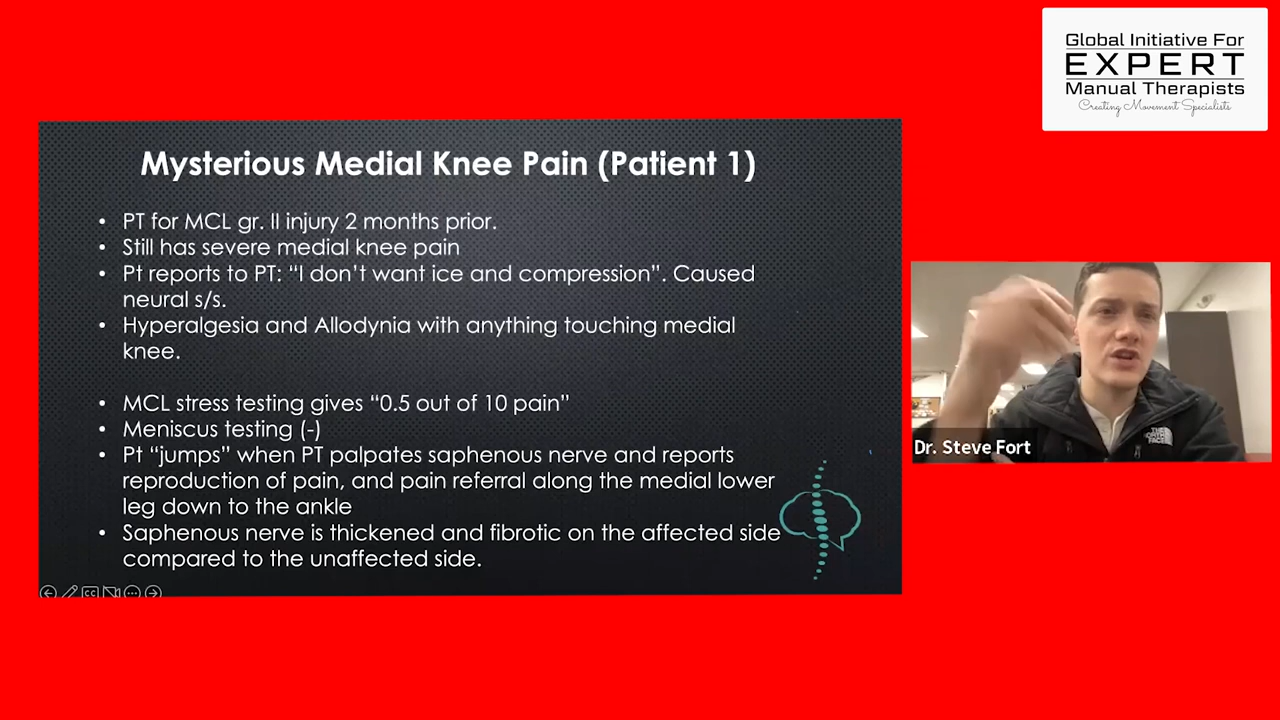 Global Initiative For
EXPERT
Manual Therapists
Creating Movement Specialists
Mysterious Medial Knee Pain (Patient 1)
• PT for MCL gr. II injury 2 months prior.
• Still has severe medial knee pain
• Pt reports to PT: “I don’t want ice and compression”. Caused
neural s/s.
• Hyperalgesia and Allodynia with anything touching medial
knee.
• MCL stress testing gives “0.5 out of 10 pain”
• Meniscus testing (-)
• Pt “jumps” when PT palpates saphenous nerve and reports
reproduction of pain, and pain referral along the medial lower
leg down to the ankle
• Saphenous nerve is thickened and fibrotic on the affected side
compared to the unaffected side.
CC
THE
NORTH
FACE
Dr. Steve Fort